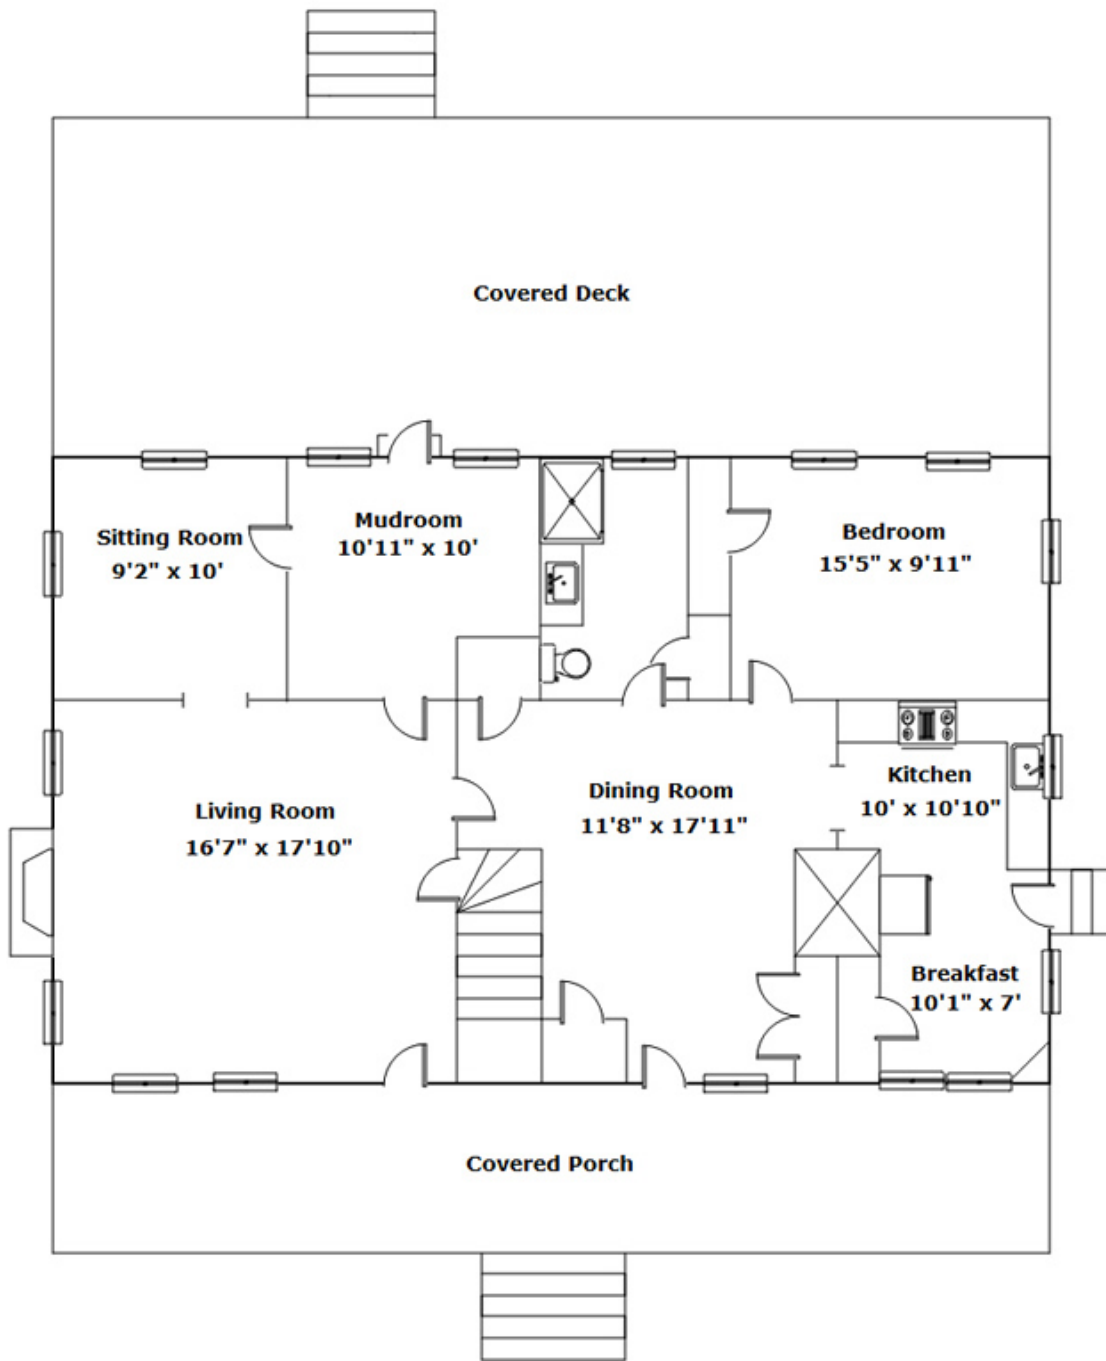 Covered Deck
Sitting Room
9'2" x 10'
Mudroom
10'11" x 10'
Bedroom
15'5" x 9'11"
Living Room
16'7" x 17'10"
Dining Room
11'8" x 17'11"
Kitchen
10' x 10'10"
Breakfast
10'1" x 7'
Covered Porch